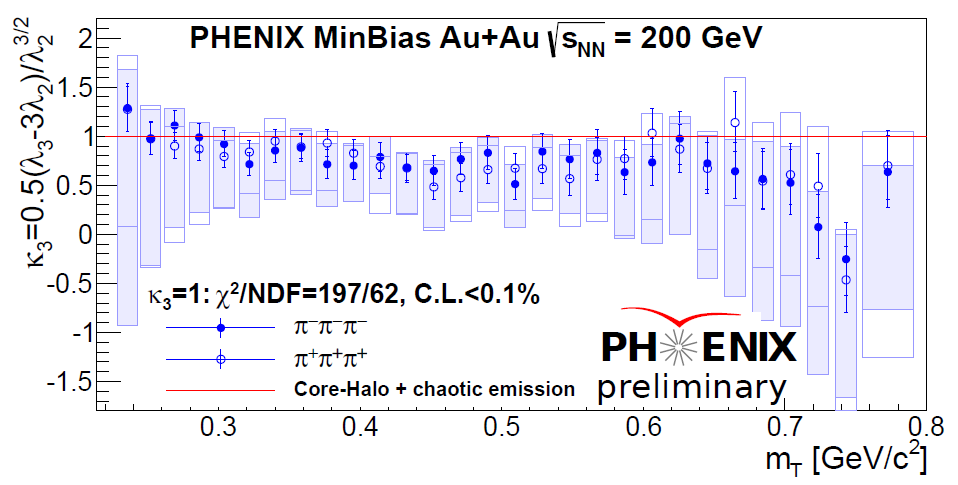 PHENIX MinBias Au+Au √sNN = 200 GeV
κ3=0.5(λ3-3λ2)/λ2^3/2
2
1.5
1
0.5
0
-0.5
-1
-1.5
κ3=1: χ²/NDF=197/62, C.L.<0.1%
π⁻π⁻π⁻
π⁺π⁺π⁺
Core-Halo + chaotic emission
PHENIX
preliminary
0.3 0.4 0.5 0.6 0.7 0.8
mT [GeV/c²]